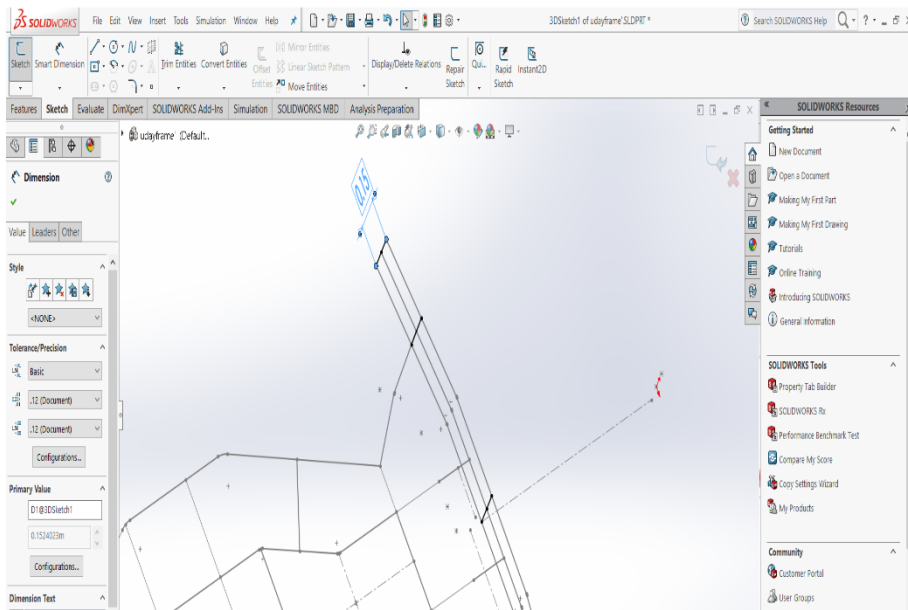 SOLIDWORKS File Edit View Insert Tools Simulation Window Help 3DSketch1 of udayframe'.SLDPRT * Search SOLIDWORKS Help ?
Sketch Smart Dimension Trim Entities Convert Entities Offset Entities Mirror Entities Linear Sketch Pattern Move Entities Display/Delete Relations Repair Sketch Qui... Rapid Sketch Instant2D
Features Sketch Evaluate DimXpert SOLIDWORKS Add-Ins Simulation SOLIDWORKS MBD Analysis Preparation
SOLIDWORKS Resources
udayframe' (Default...
Dimension
Value Leaders Other
Style
<NONE>
Tolerance/Precision
Basic
.12 (Document)
.12 (Document)
Configurations...
Primary Value
D1@3DSketch1
0.1524023m
Configurations...
Dimension Text
0.15
Getting Started
New Document
Open a Document
Making My First Part
Making My First Drawing
Tutorials
Online Training
Introducing SOLIDWORKS
General Information
SOLIDWORKS Tools
Property Tab Builder
SOLIDWORKS Rx
Performance Benchmark Test
Compare My Score
Copy Settings Wizard
My Products
Community
Customer Portal
User Groups